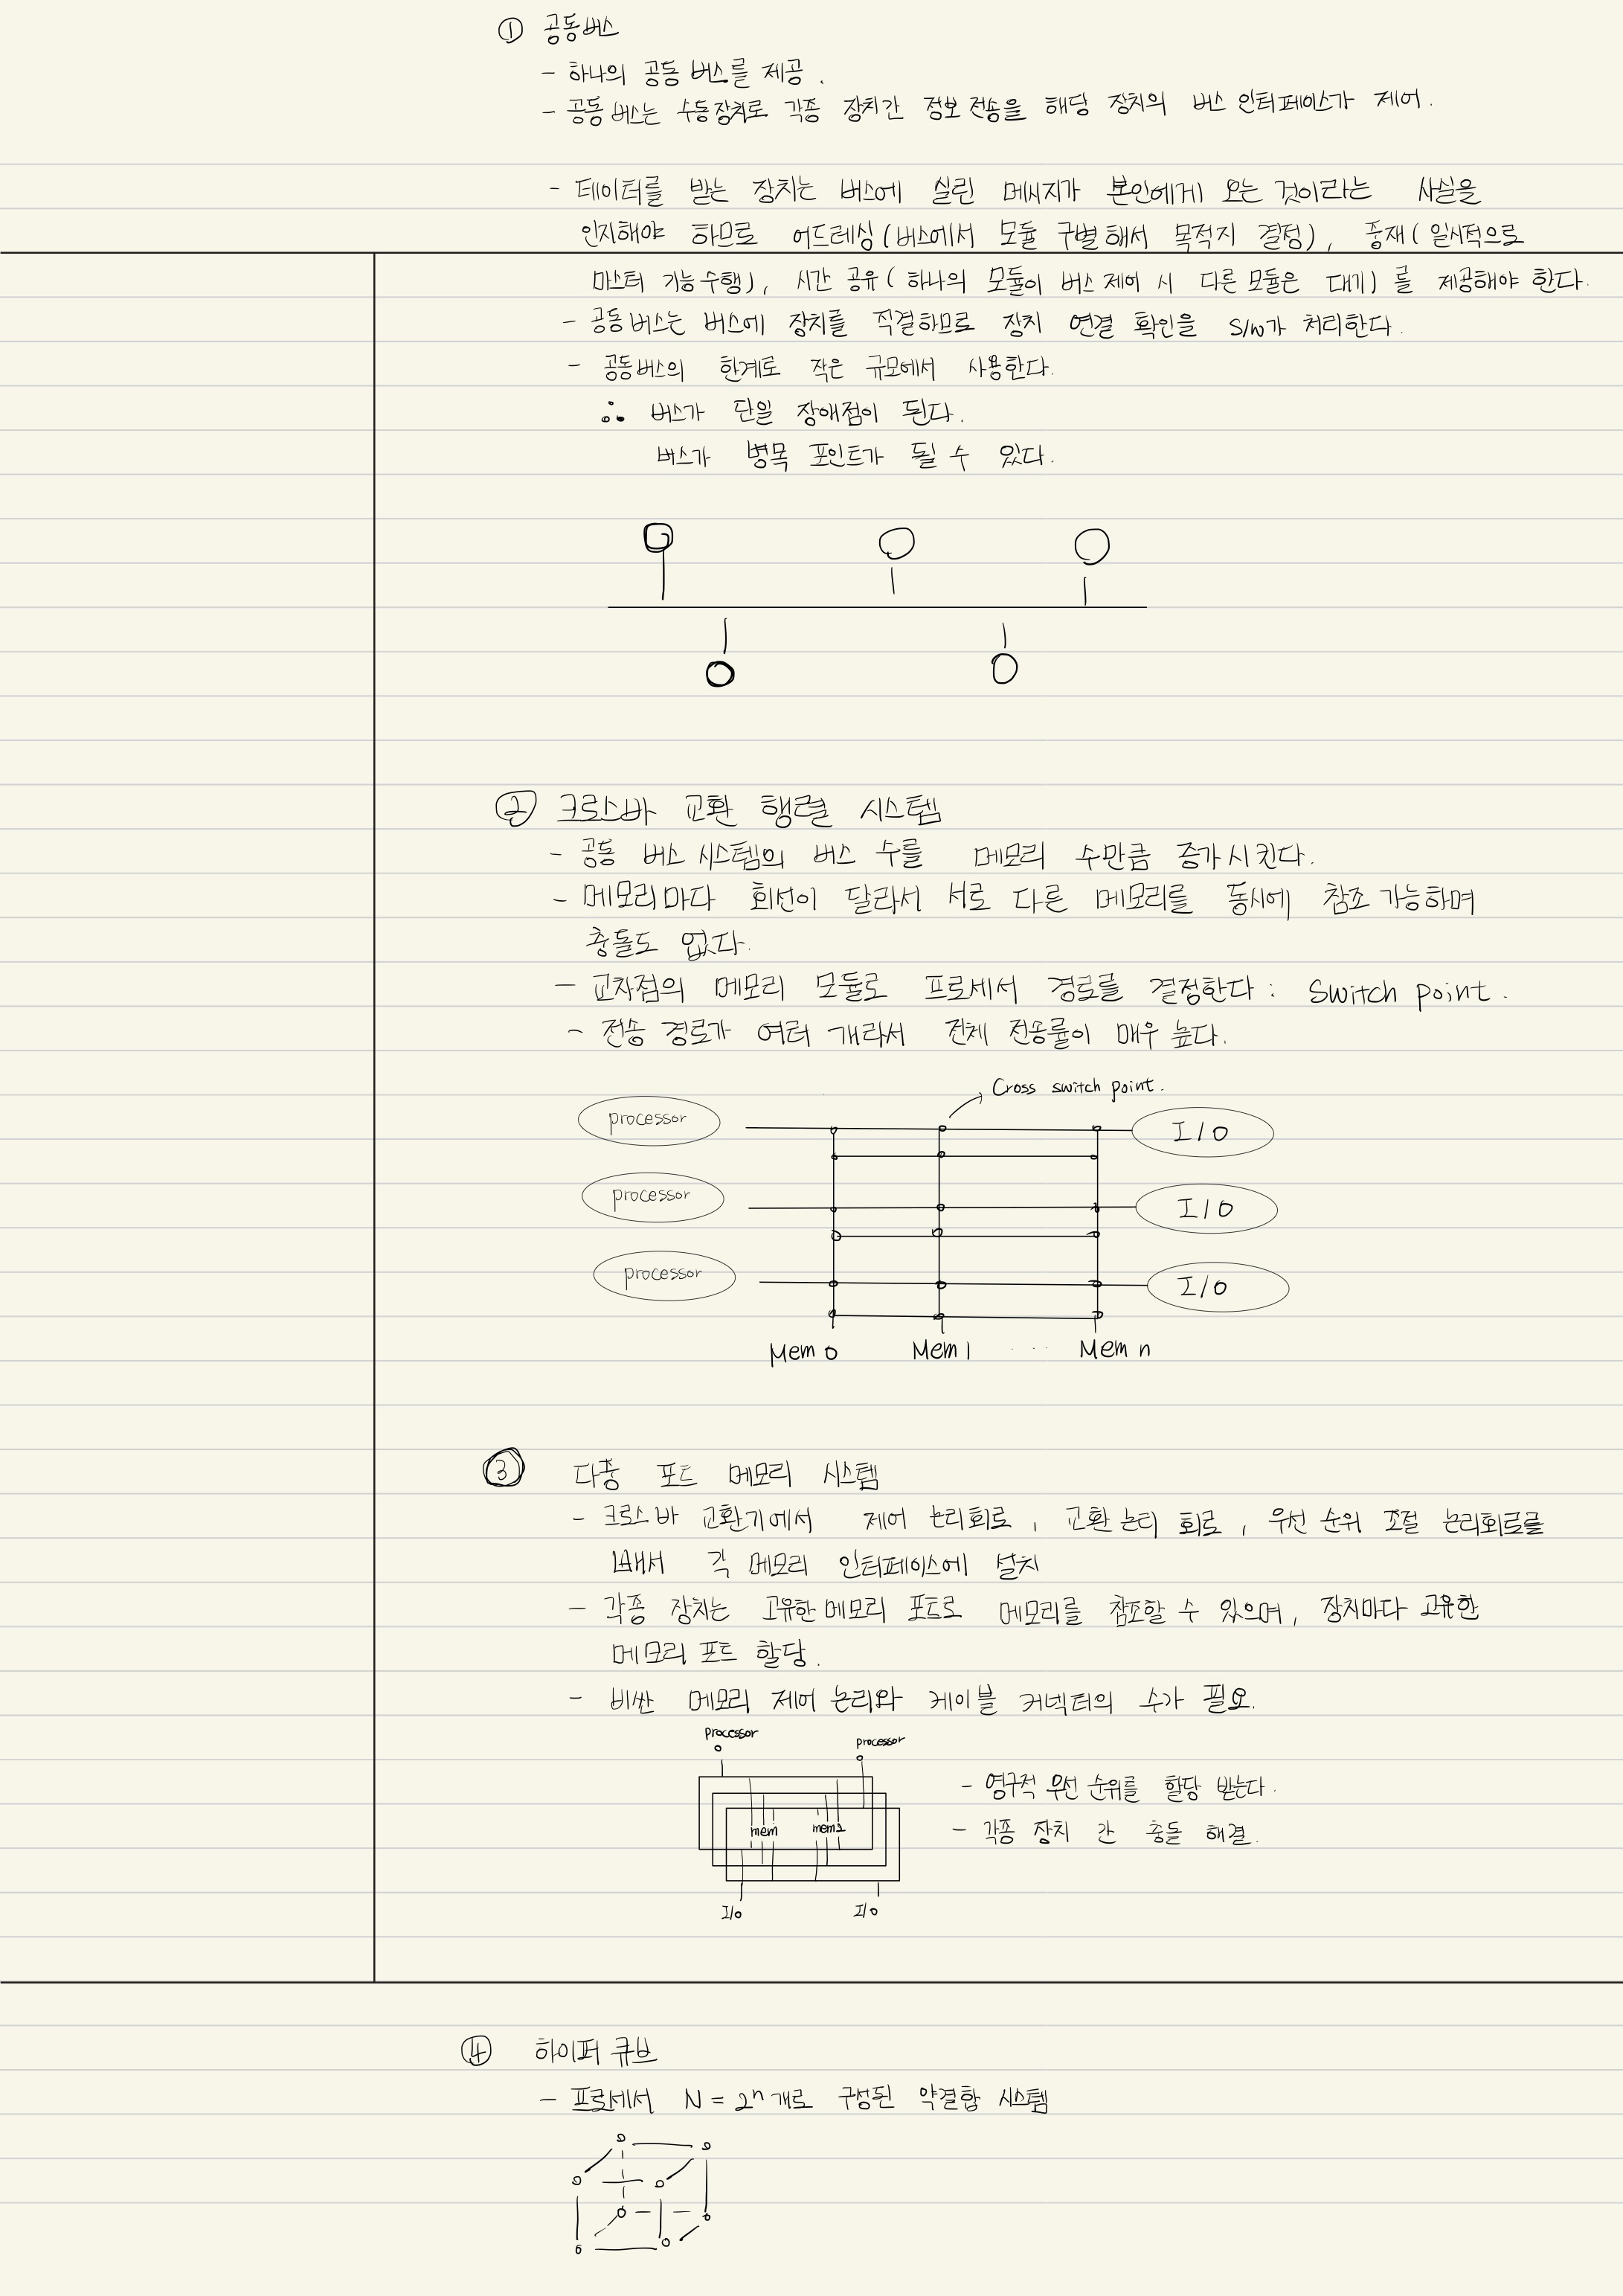 ① 공동버스
- 하나의 공동 버스를 제공.
- 공동 버스는 수동장치로 각종 장치간 정보 전송을 해당 장치의 버스 인터페이스가 제어.
- 데이터를 받는 장치는 버스에 실린 메시지가 본인에게 오는 것이라는 사실을
인지해야 하므로 어드레싱(버스에서 모듈 구별해서 목적지 결정), 중재(일시적으로
마스터 기능 수행), 시간 공유(하나의 모듈이 버스 제어 시 다른 모듈은 대기)를 제공해야 한다.
- 공동버스는 버스에 장치를 직결하므로 장치 연결 확인을 S/W가 처리한다.
- 공동버스의 한계로 작은 규모에서 사용한다.
∴ 버스가 단일 장애점이 된다.
버스가 병목 포인트가 될 수 있다.
② 크로스바 교환 행렬 시스템
- 공동 버스 시스템의 버스 수를 메모리 수만큼 증가시킨다.
- 메모리마다 회선이 달라서 서로 다른 메모리를 동시에 참조 가능하며
충돌도 없다.
- 교차점의 메모리 모듈로 프로세서 경로를 결정한다 : Switch point.
- 전송 경로가 여러 개라서 전체 전송률이 매우 높다.
Cross switch point.
processor I/O
processor I/O
processor I/O
Mem 0 Mem 1 ... Mem n
③ 다중 포트 메모리 시스템
- 크로스바 교환기에서 제어 논리회로, 교환 논리 회로, 우선 순위 조절 논리회로를
빼서 각 메모리 인터페이스에 설치
- 각종 장치는 고유한 메모리 포트로 메모리를 참조할 수 있으며, 장치마다 고유한
메모리 포트 할당.
- 비싼 메모리 제어 논리와 케이블 커넥터의 수가 필요.
processor processor
- 영구적 우선 순위를 할당 받는다.
mem mem2
- 각종 장치 간 충돌 해결.
I/O I/O
④ 하이퍼 큐브
- 프로세서 N = 2ⁿ개로 구성된 약결합 시스템